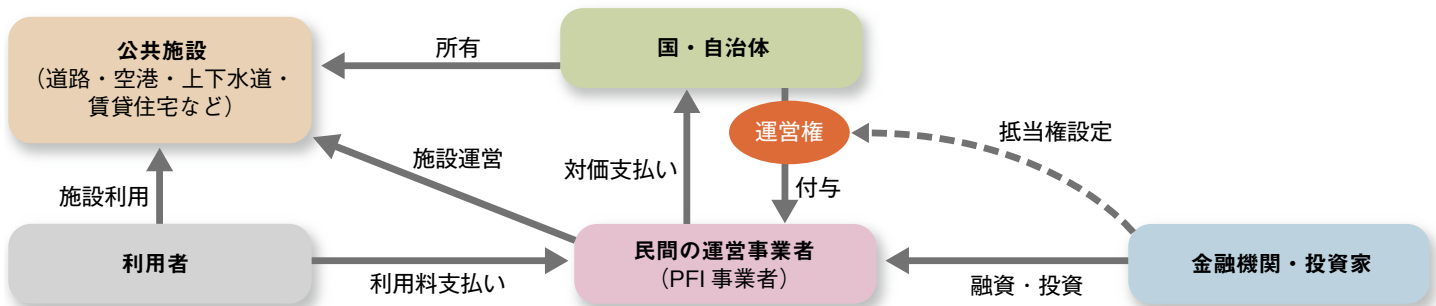 公共施設
（道路・空港・上下水道・
賃貸住宅など）
所有
国・自治体
運営権
抵当権設定
施設運営
対価支払い
付与
施設利用
利用者
利用料支払い
民間の運営事業者
（PFI 事業者）
融資・投資
金融機関・投資家